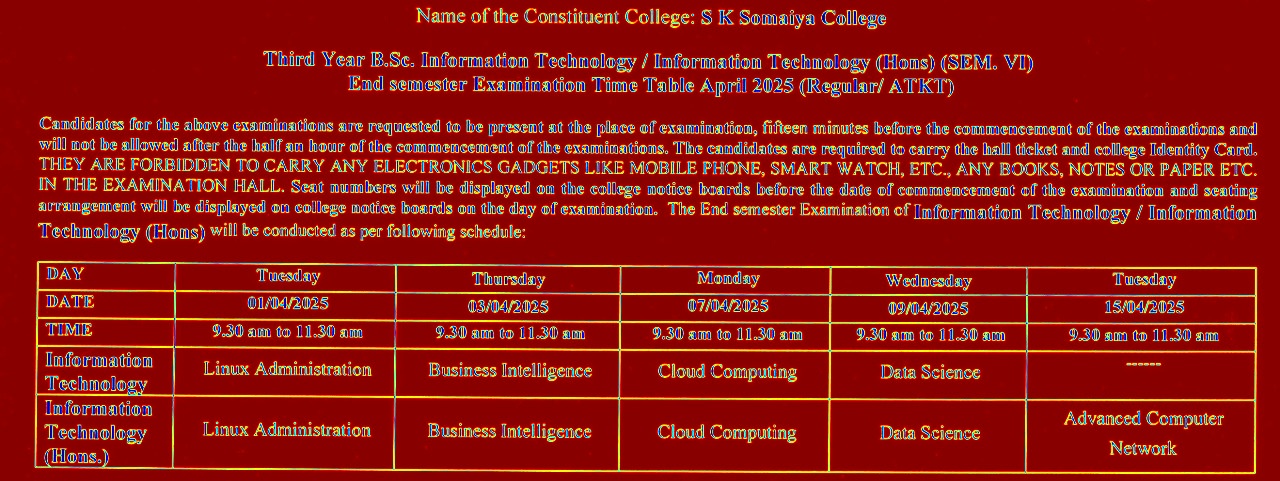 Name of the Constituent College: S K Somaiya College
Third Year B.Sc. Information Technology / Information Technology (Hons) (SEM. VI)
End semester Examination Time Table April 2025 (Regular/ ATKT)
Candidates for the above examinations are requested to be present at the place of examination, fifteen minutes before the commencement of the examinations and
will not be allowed after the half an hour of the commencement of the examinations. The candidates are required to carry the hall ticket and college Identity Card.
THEY ARE FORBIDDEN TO CARRY ANY ELECTRONICS GADGETS LIKE MOBILE PHONE, SMART WATCH, ETC., ANY BOOKS, NOTES OR PAPER ETC.
IN THE EXAMINATION HALL. Seat numbers will be displayed on the college notice boards before the date of commencement of the examination and seating
arrangement will be displayed on college notice boards on the day of examination. The End semester Examination of Information Technology / Information
Technology (Hons) will be conducted as per following schedule:
DAY Tuesday Thursday Monday Wednesday Tuesday
DATE 01/04/2025 03/04/2025 07/04/2025 09/04/2025 15/04/2025
TIME 9.30 am to 11.30 am 9.30 am to 11.30 am 9.30 am to 11.30 am 9.30 am to 11.30 am 9.30 am to 11.30 am
Information
Technology Linux Administration Business Intelligence Cloud Computing Data Science ------
Information
Technology
(Hons.) Linux Administration Business Intelligence Cloud Computing Data Science Advanced Computer
Network